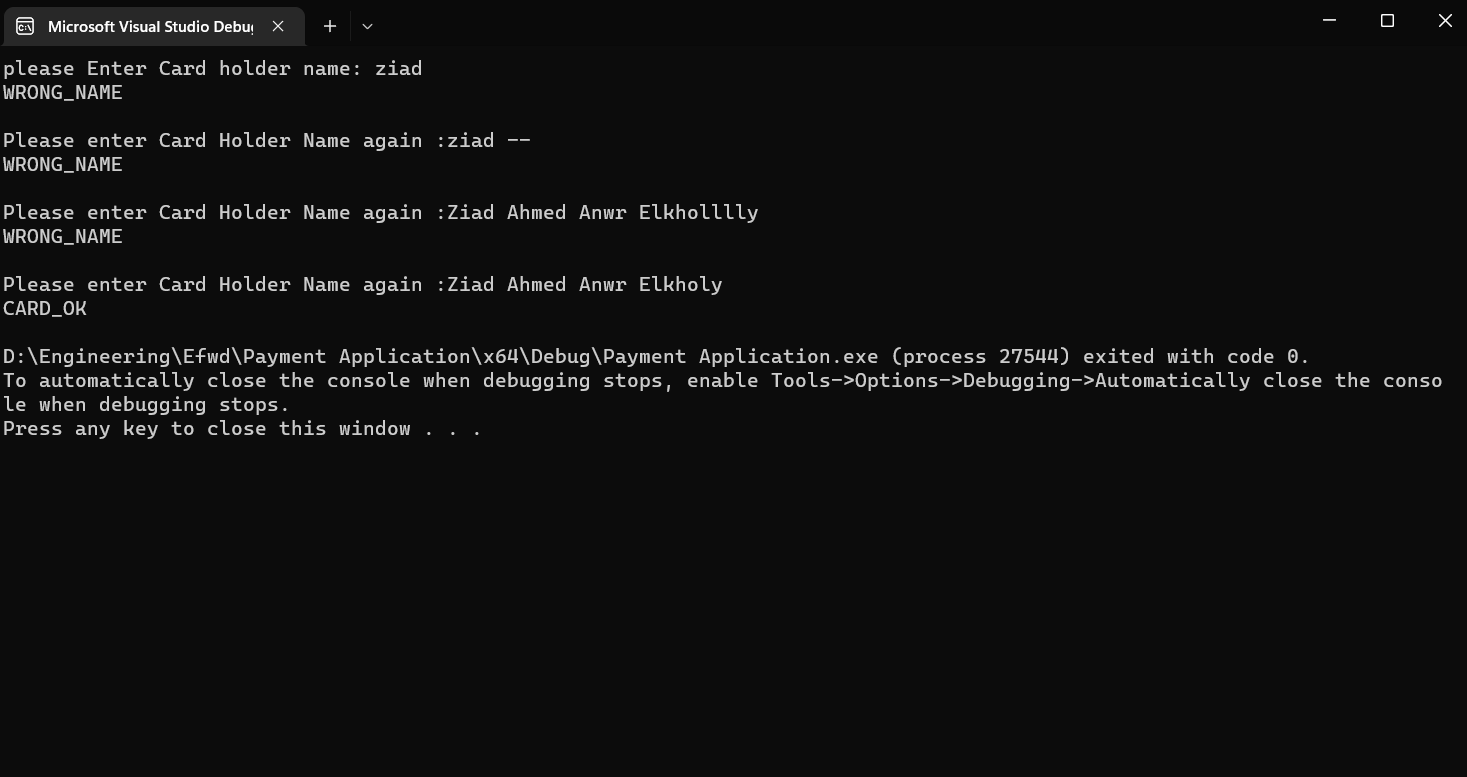 Microsoft Visual Studio Debug
please Enter Card holder name: ziad
WRONG_NAME
Please enter Card Holder Name again :ziad --
WRONG_NAME
Please enter Card Holder Name again :Ziad Ahmed Anwr Elkholllly
WRONG_NAME
Please enter Card Holder Name again :Ziad Ahmed Anwr Elkholy
CARD_OK
D:\Engineering\Efwd\Payment Application\x64\Debug\Payment Application.exe (process 27544) exited with code 0.
To automatically close the console when debugging stops, enable Tools->Options->Debugging->Automatically close the conso
le when debugging stops.
Press any key to close this window . . .